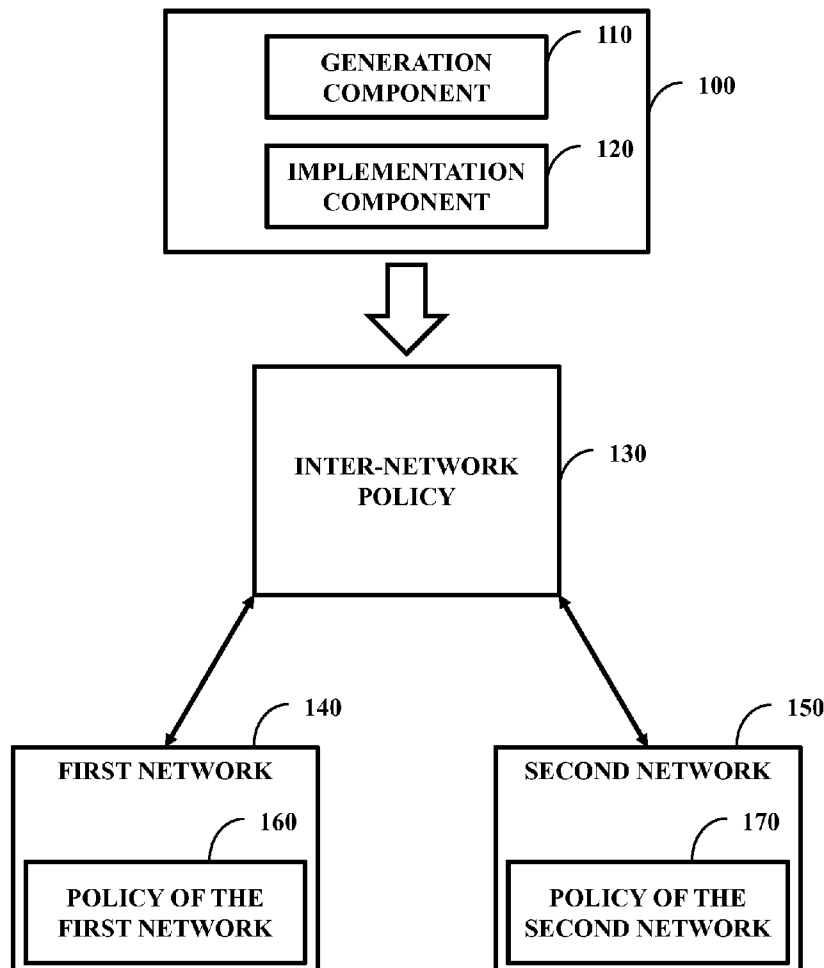 110
GENERATION
COMPONENT
100
120
IMPLEMENTATION
COMPONENT
INTER-NETWORK
POLICY
130
140
FIRST NETWORK
160
POLICY OF THE
FIRST NETWORK
150
SECOND NETWORK
170
POLICY OF THE
SECOND NETWORK